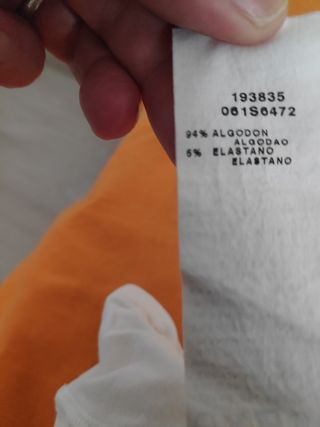 193835
061S6472
94% ALGODON
ALGODAO
6% ELASTANO
ELASTANO